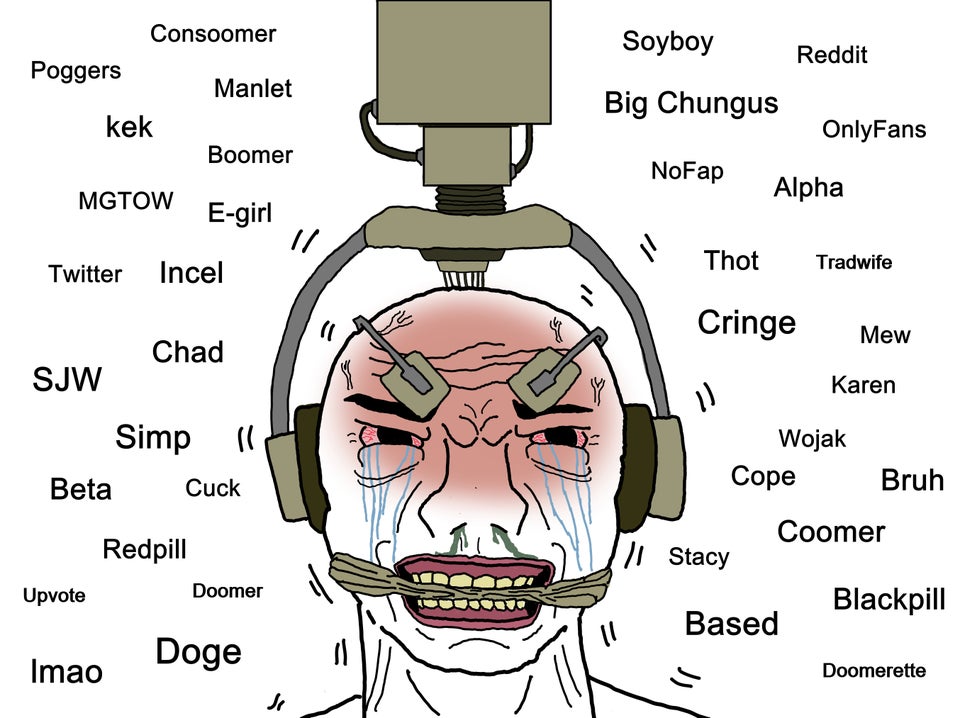 Consoomer
Poggers
Manlet
kek
Boomer
MGTOW
E-girl
Twitter
Incel
Chad
SJW
Simp
Beta
Cuck
Redpill
Upvote
Doomer
Doge
lmao
Soyboy
Reddit
Big Chungus
OnlyFans
NoFap
Alpha
Thot
Tradwife
Cringe
Mew
Karen
Wojak
Cope
Bruh
Coomer
Stacy
Blackpill
Based
Doomerette